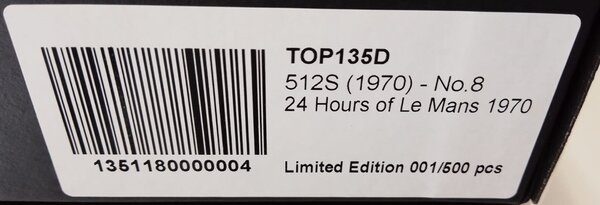 TOP135D
512S (1970) - No.8
24 Hours of Le Mans 1970
1351180000004
Limited Edition 001/500 pcs